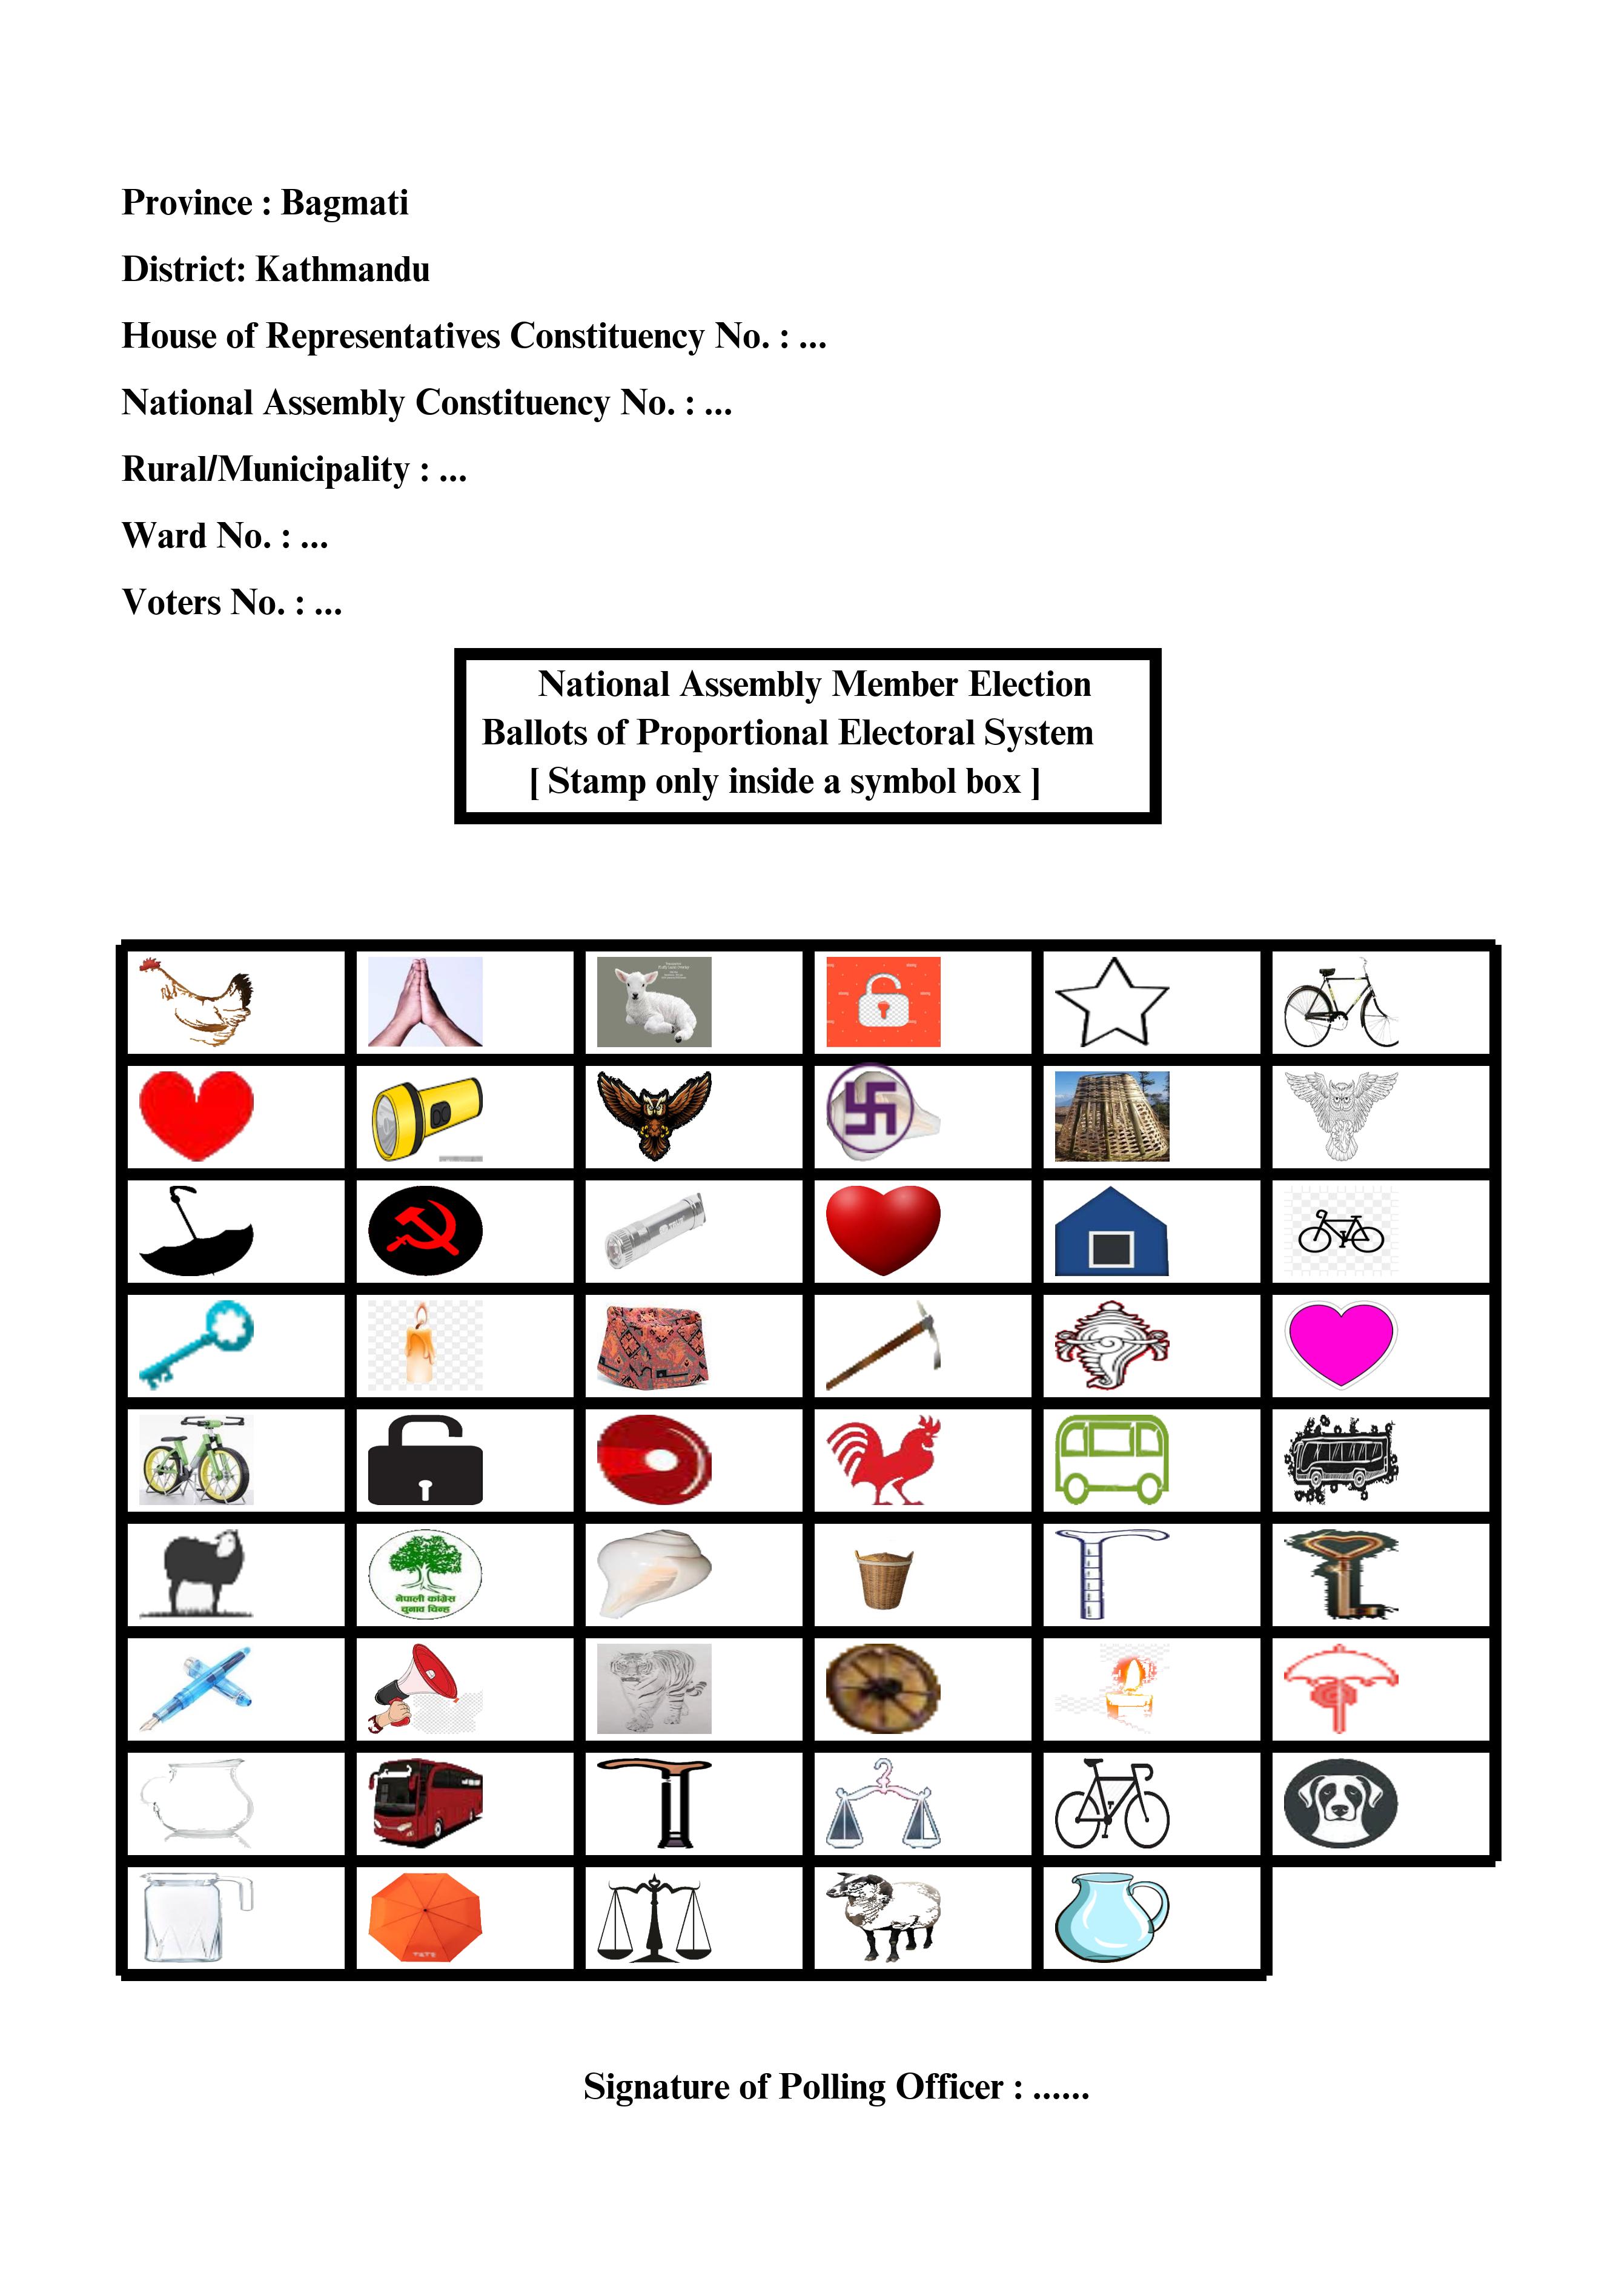 Province : Bagmati
District: Kathmandu
House of Representatives Constituency No. : ...
National Assembly Constituency No. : ...
Rural/Municipality : ...
Ward No. : ...
Voters No. : ...
National Assembly Member Election
Ballots of Proportional Electoral System
[ Stamp only inside a symbol box ]
नेपाली कांग्रेस
चुनाव चिन्ह
Signature of Polling Officer : ......